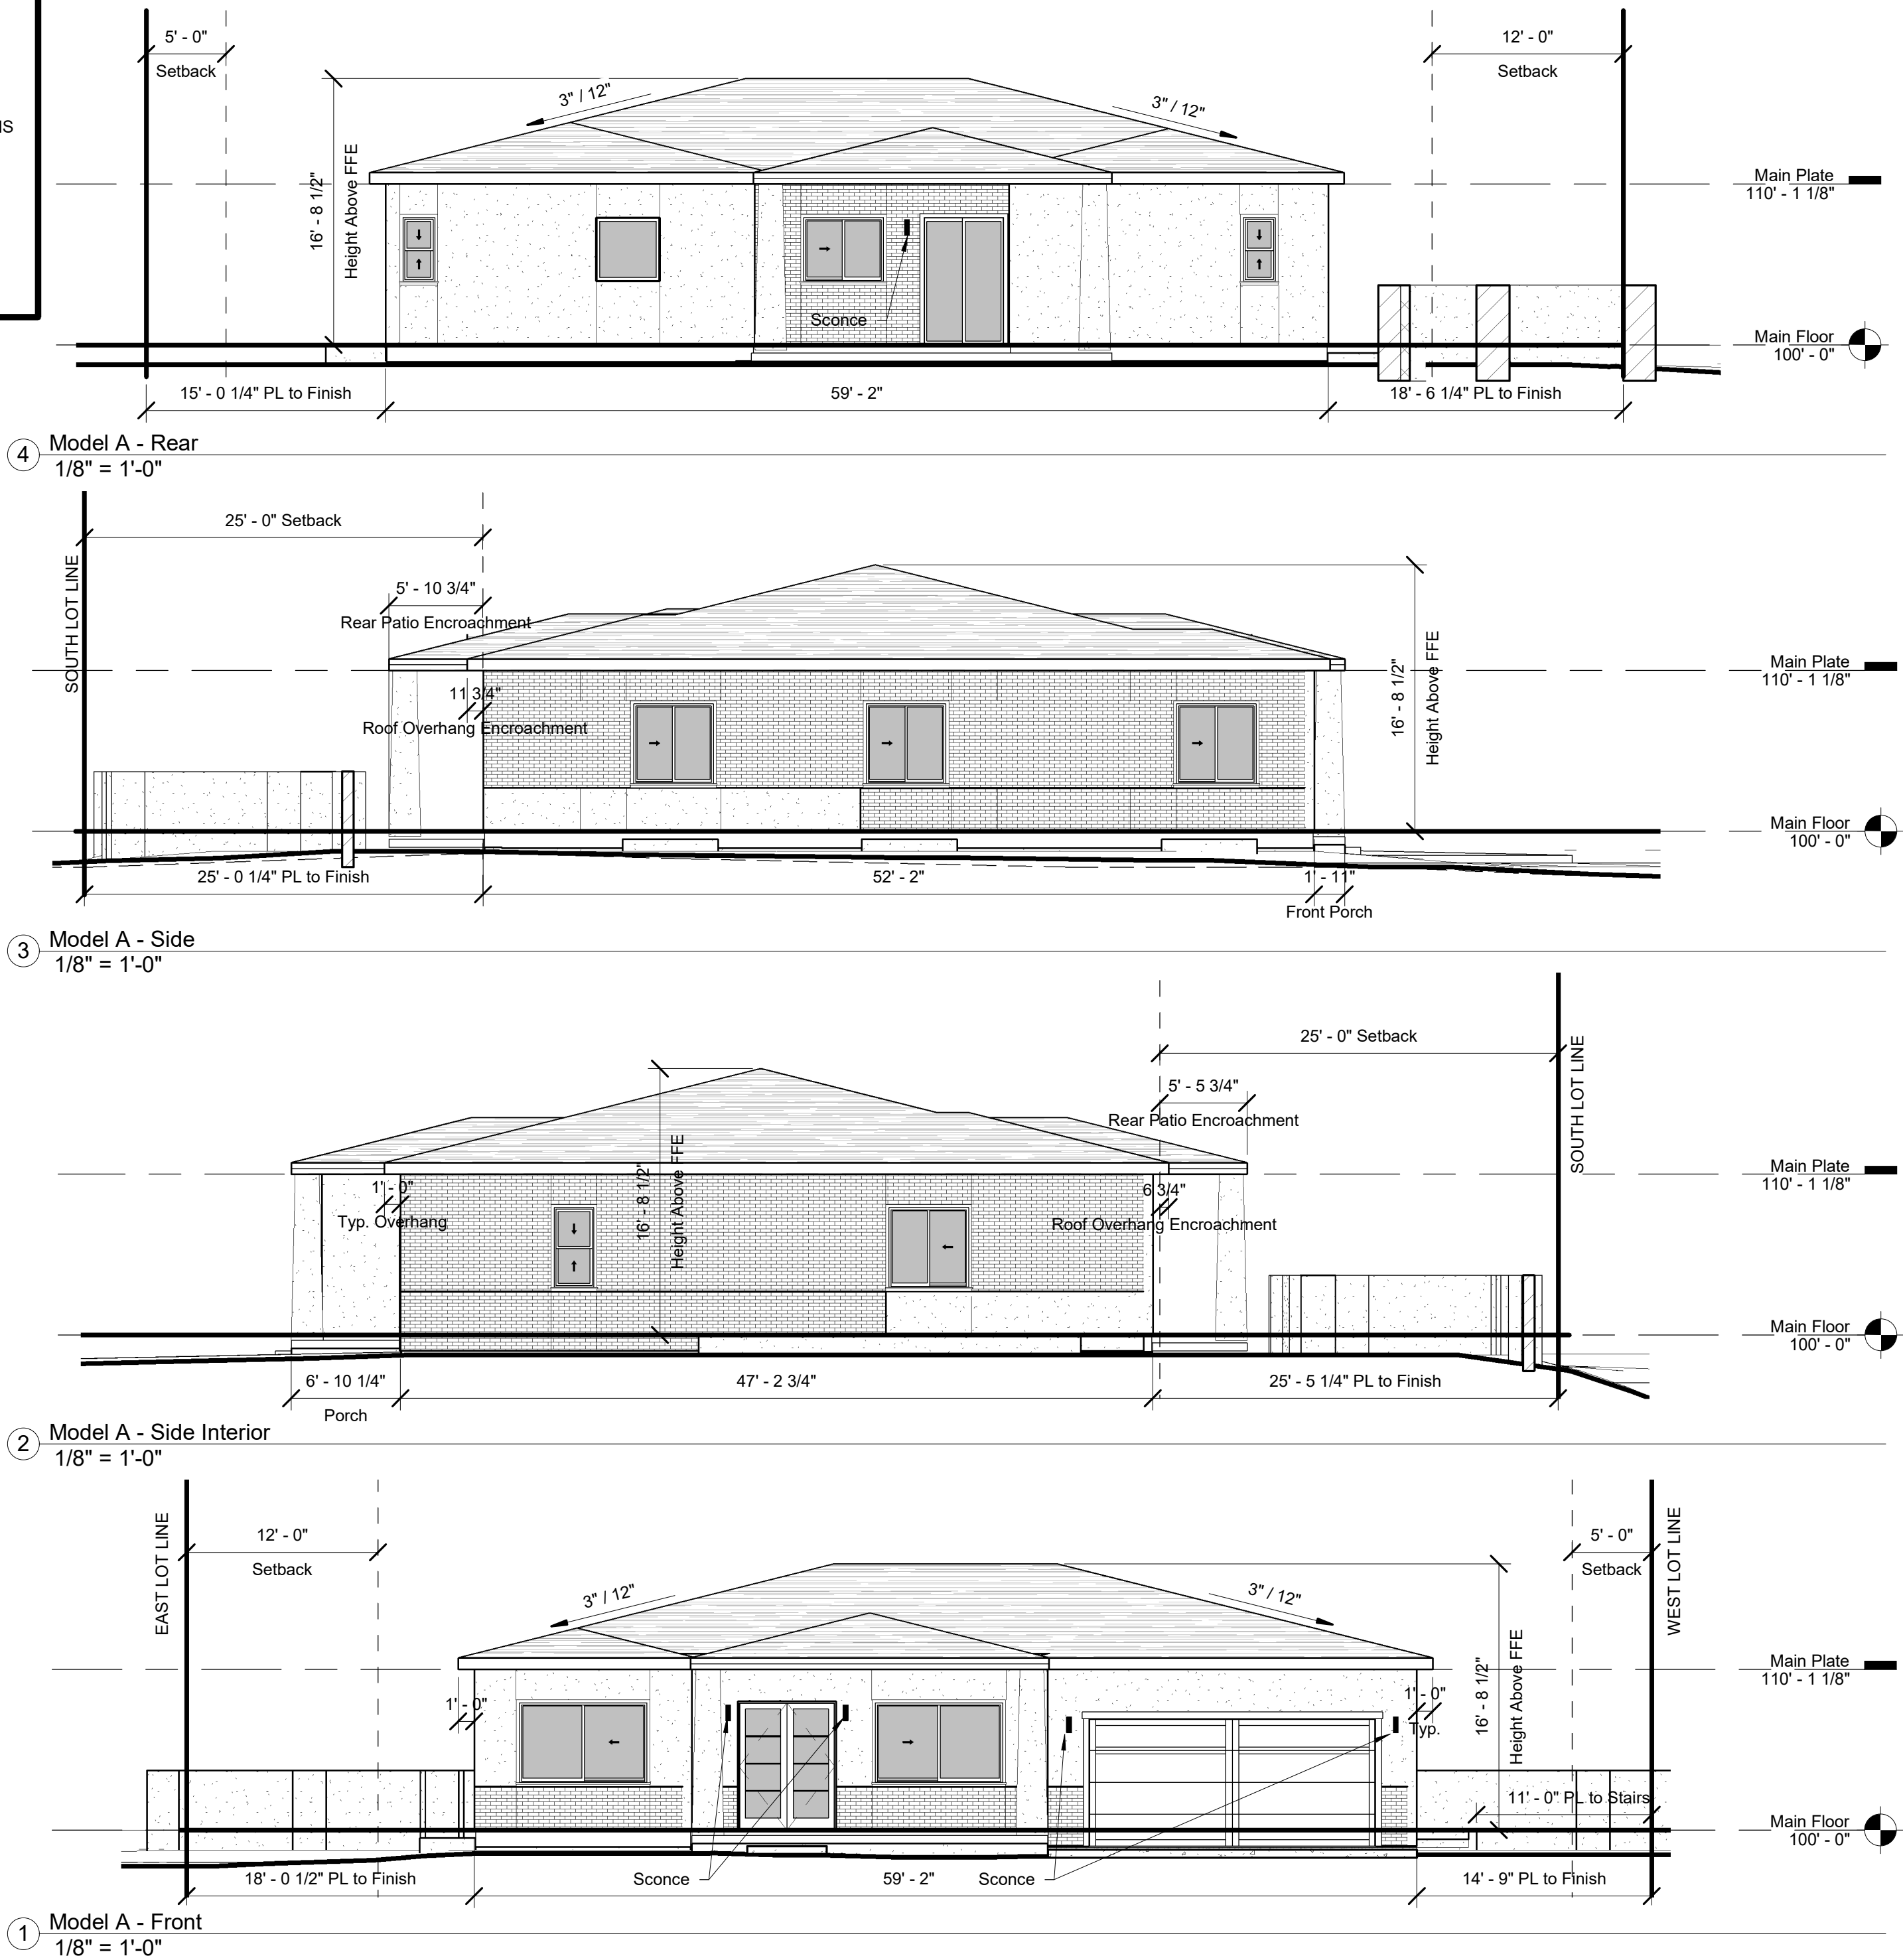 IS
5' - 0"
Setback
12' - 0"
Setback
3" / 12"
3" / 12"
16' - 8 1/2"
Height Above FFE
Main Plate
110' - 1 1/8"
Sconce
Main Floor
100' - 0"
15' - 0 1/4" PL to Finish
59' - 2"
18' - 6 1/4" PL to Finish
4
Model A - Rear
1/8" = 1'-0"
25' - 0" Setback
SOUTH LOT LINE
5' - 10 3/4"
Rear Patio Encroachment
11 3/4"
Roof Overhang Encroachment
16' - 8 1/2"
Height Above FFE
Main Plate
110' - 1 1/8"
Main Floor
100' - 0"
25' - 0 1/4" PL to Finish
52' - 2"
1' - 11"
Front Porch
3
Model A - Side
1/8" = 1'-0"
25' - 0" Setback
SOUTH LOT LINE
5' - 5 3/4"
Rear Patio Encroachment
16' - 8 1/2"
Height Above FFE
1' - 0"
Typ. Overhang
6 3/4"
Roof Overhang Encroachment
Main Plate
110' - 1 1/8"
Main Floor
100' - 0"
6' - 10 1/4"
Porch
47' - 2 3/4"
25' - 5 1/4" PL to Finish
2
Model A - Side Interior
1/8" = 1'-0"
EAST LOT LINE
12' - 0"
Setback
5' - 0"
Setback
WEST LOT LINE
3" / 12"
3" / 12"
16' - 8 1/2"
Height Above FFE
Main Plate
110' - 1 1/8"
1' - 0"
1' - 0"
Typ.
11' - 0" PL to Stairs
Main Floor
100' - 0"
18' - 0 1/2" PL to Finish
Sconce
59' - 2"
Sconce
14' - 9" PL to Finish
1
Model A - Front
1/8" = 1'-0"